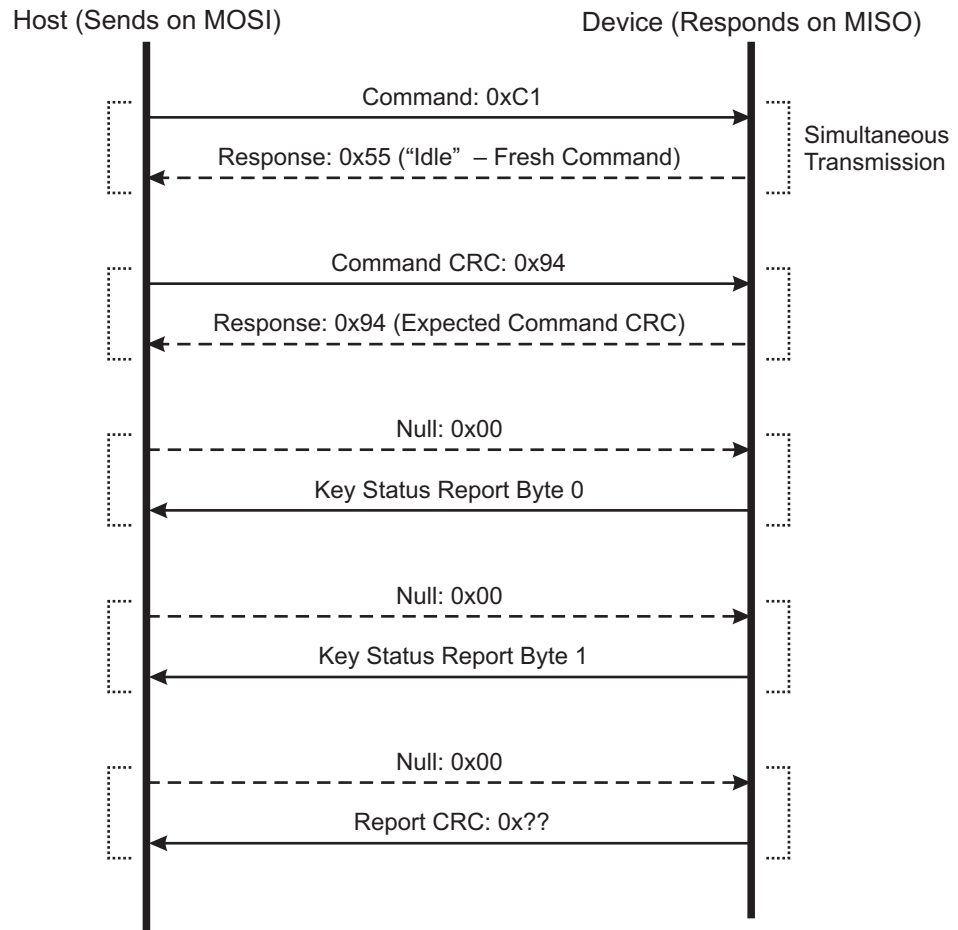 Host (Sends on MOSI)
Device (Responds on MISO)
Command: 0xC1
Response: 0x55 (“Idle” – Fresh Command)
Simultaneous
Transmission
Command CRC: 0x94
Response: 0x94 (Expected Command CRC)
Null: 0x00
Key Status Report Byte 0
Null: 0x00
Key Status Report Byte 1
Null: 0x00
Report CRC: 0x??